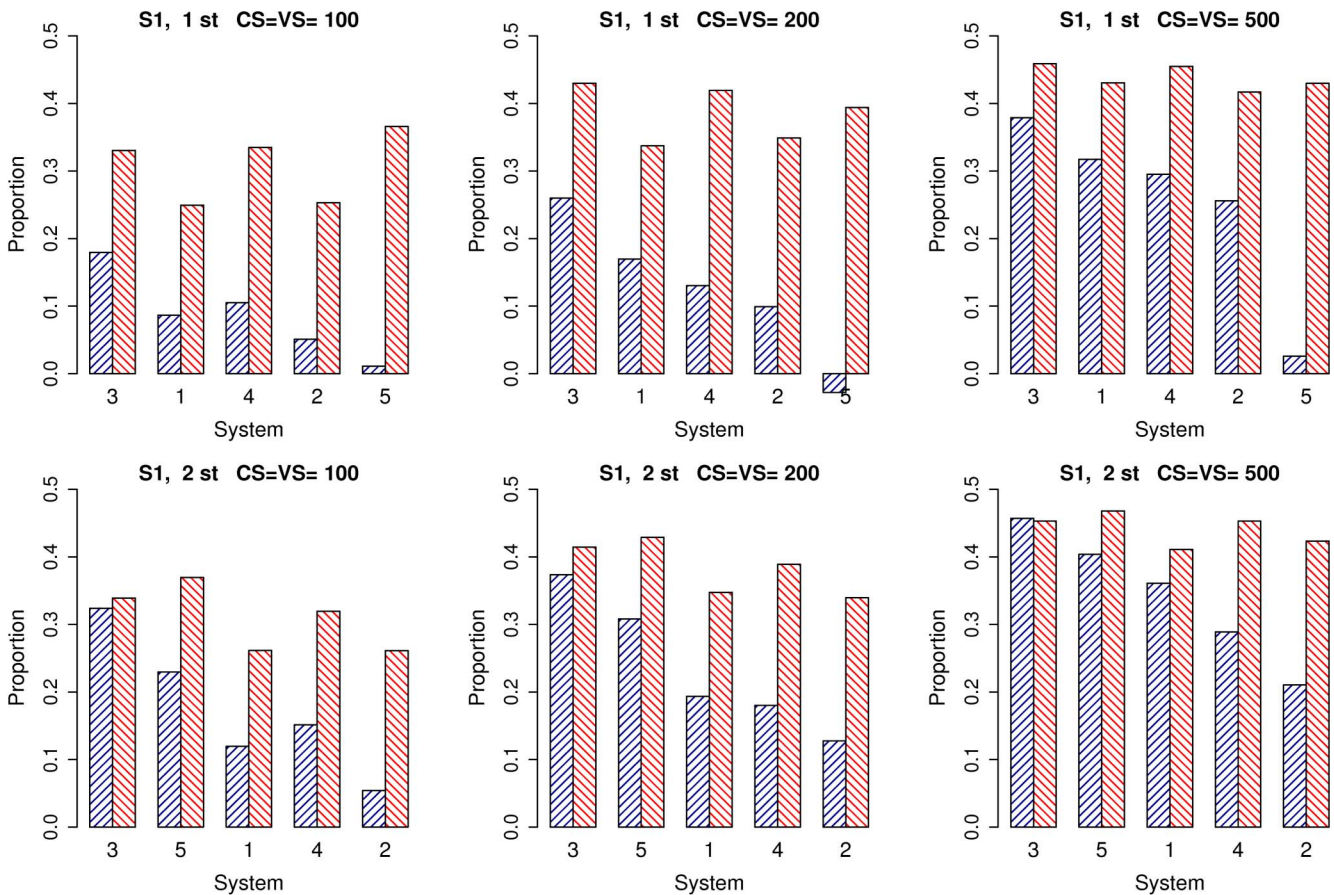 S1, 1 st CS=VS= 100
0.5
0.4
0.3
0.2
0.1
0.0
Proportion
3 1 4 2 5
System
S1, 1 st CS=VS= 200
0.5
0.4
0.3
0.2
0.1
0.0
Proportion
3 1 4 2 5
System
S1, 1 st CS=VS= 500
0.5
0.4
0.3
0.2
0.1
0.0
Proportion
3 1 4 2 5
System
S1, 2 st CS=VS= 100
0.5
0.4
0.3
0.2
0.1
0.0
Proportion
3 5 1 4 2
System
S1, 2 st CS=VS= 200
0.5
0.4
0.3
0.2
0.1
0.0
Proportion
3 5 1 4 2
System
S1, 2 st CS=VS= 500
0.5
0.4
0.3
0.2
0.1
0.0
Proportion
3 5 1 4 2
System